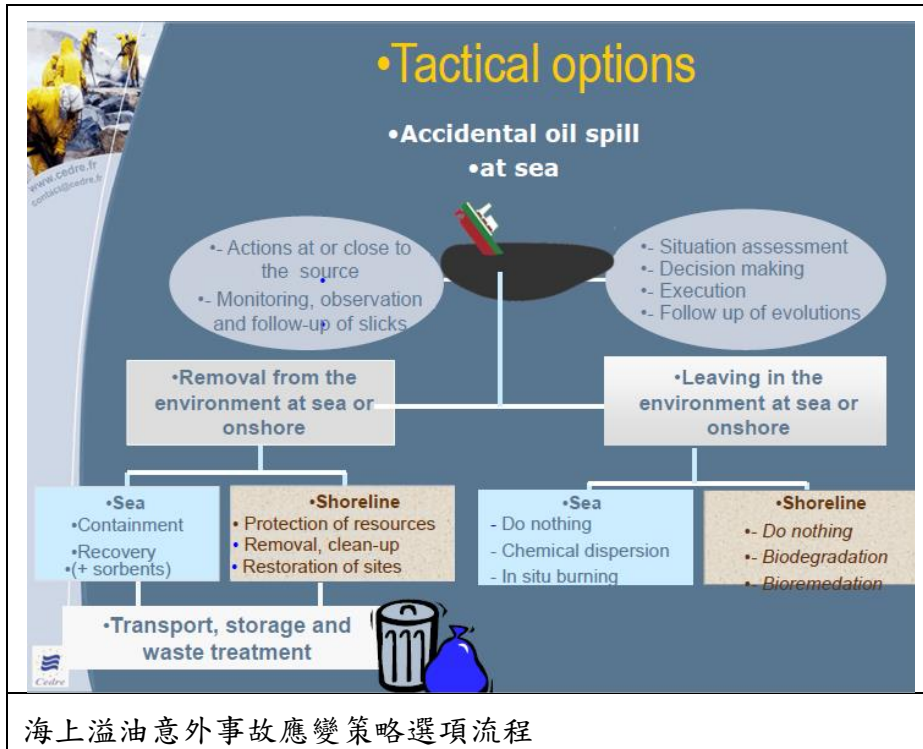 •Tactical options
•Accidental oil spill
•at sea
www.cedre.fr
contact@cedre.fr
•- Actions at or close to
the source
•- Monitoring, observation
and follow-up of slicks
•- Situation assessment
•- Decision making
•- Execution
•- Follow up of evolutions
•Removal from the
environment at sea or
onshore
•Leaving in the
environment at sea or
onshore
•Sea
•Containment
•Recovery
•(+ sorbents)
•Shoreline
• Protection of resources
• Removal, clean-up
• Restoration of sites
•Sea
- Do nothing
- Chemical dispersion
- In situ burning
•Shoreline
•- Do nothing
•- Biodegradation
•- Bioremedation
•Transport, storage and
waste treatment
Cedre
海上溢油意外事故應變策略選項流程